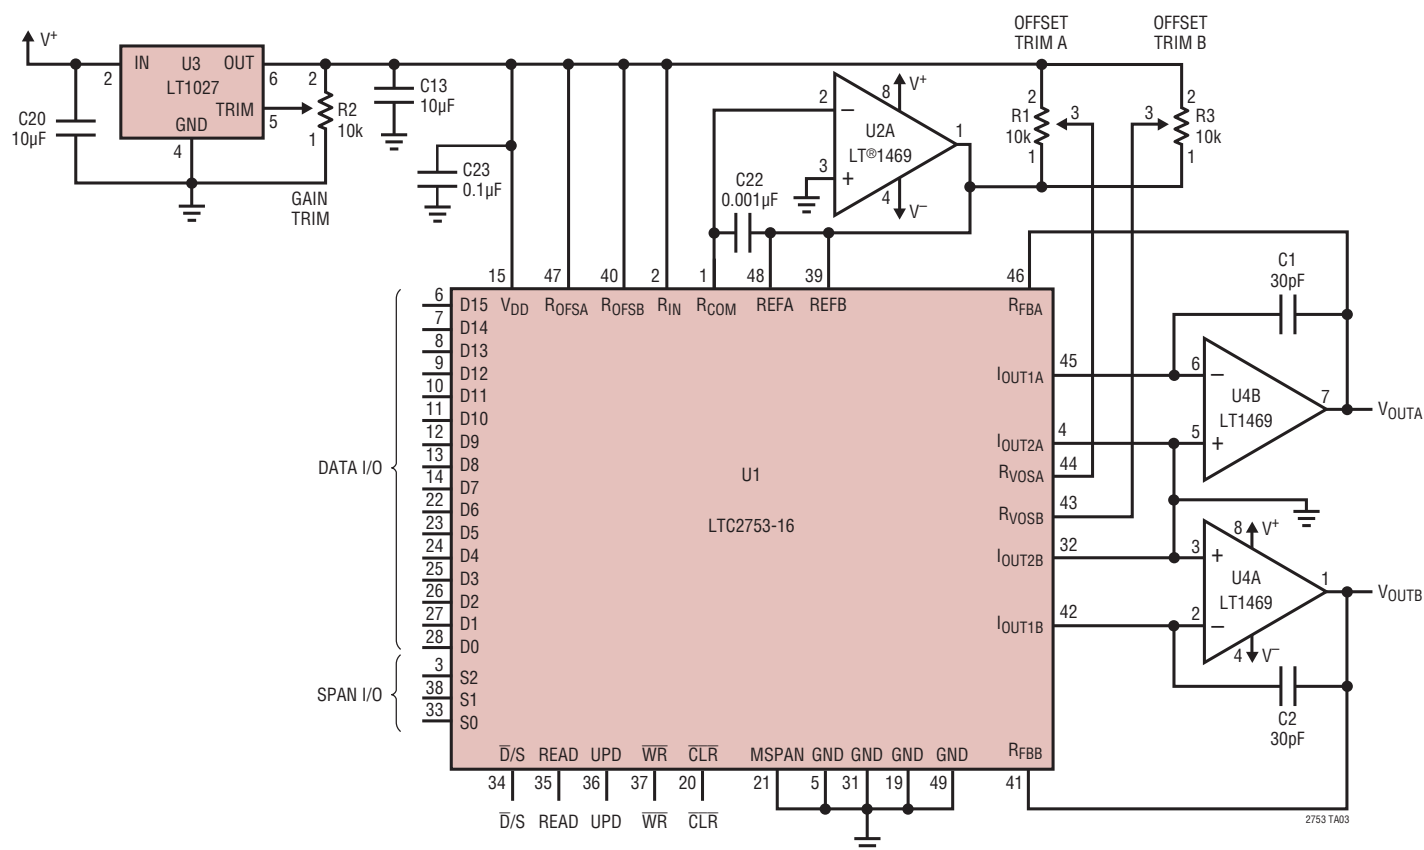 OFFSET
TRIM A
OFFSET
TRIM B
V+
IN
U3
OUT
LT1027
TRIM
GND
2
6
5
4
C20
10µF
2
R2
10k
1
GAIN
TRIM
C13
10µF
C23
0.1µF
C22
0.001µF
2
3
8
V+
U2A
LT®1469
1
4
V–
2
R1
10k
1
3
3
2
R3
10k
1
15
47
40
2
1
48
39
46
VDD
ROFSA
ROFSB
RIN
RCOM
REFA
REFB
RFBA
DATA I/O
6 D15
7 D14
8 D13
9 D12
10 D11
11 D10
12 D9
13 D8
14 D7
22 D6
23 D5
24 D4
25 D3
26 D2
27 D1
28 D0
SPAN I/O
3 S2
38 S1
33 S0
U1
LTC2753-16
IOUT1A 45
IOUT2A 4
RVOSA 44
RVOSB 43
IOUT2B 32
IOUT1B 42
RFBB
C1
30pF
6
5
U4B
LT1469
7
VOUTA
8
V+
3
2
U4A
LT1469
1
VOUTB
4
V–
C2
30pF
D/S READ UPD WR CLR MSPAN GND GND GND GND
34 35 36 37 20 21 5 31 19 49 41
D/S READ UPD WR CLR
2753 TA03